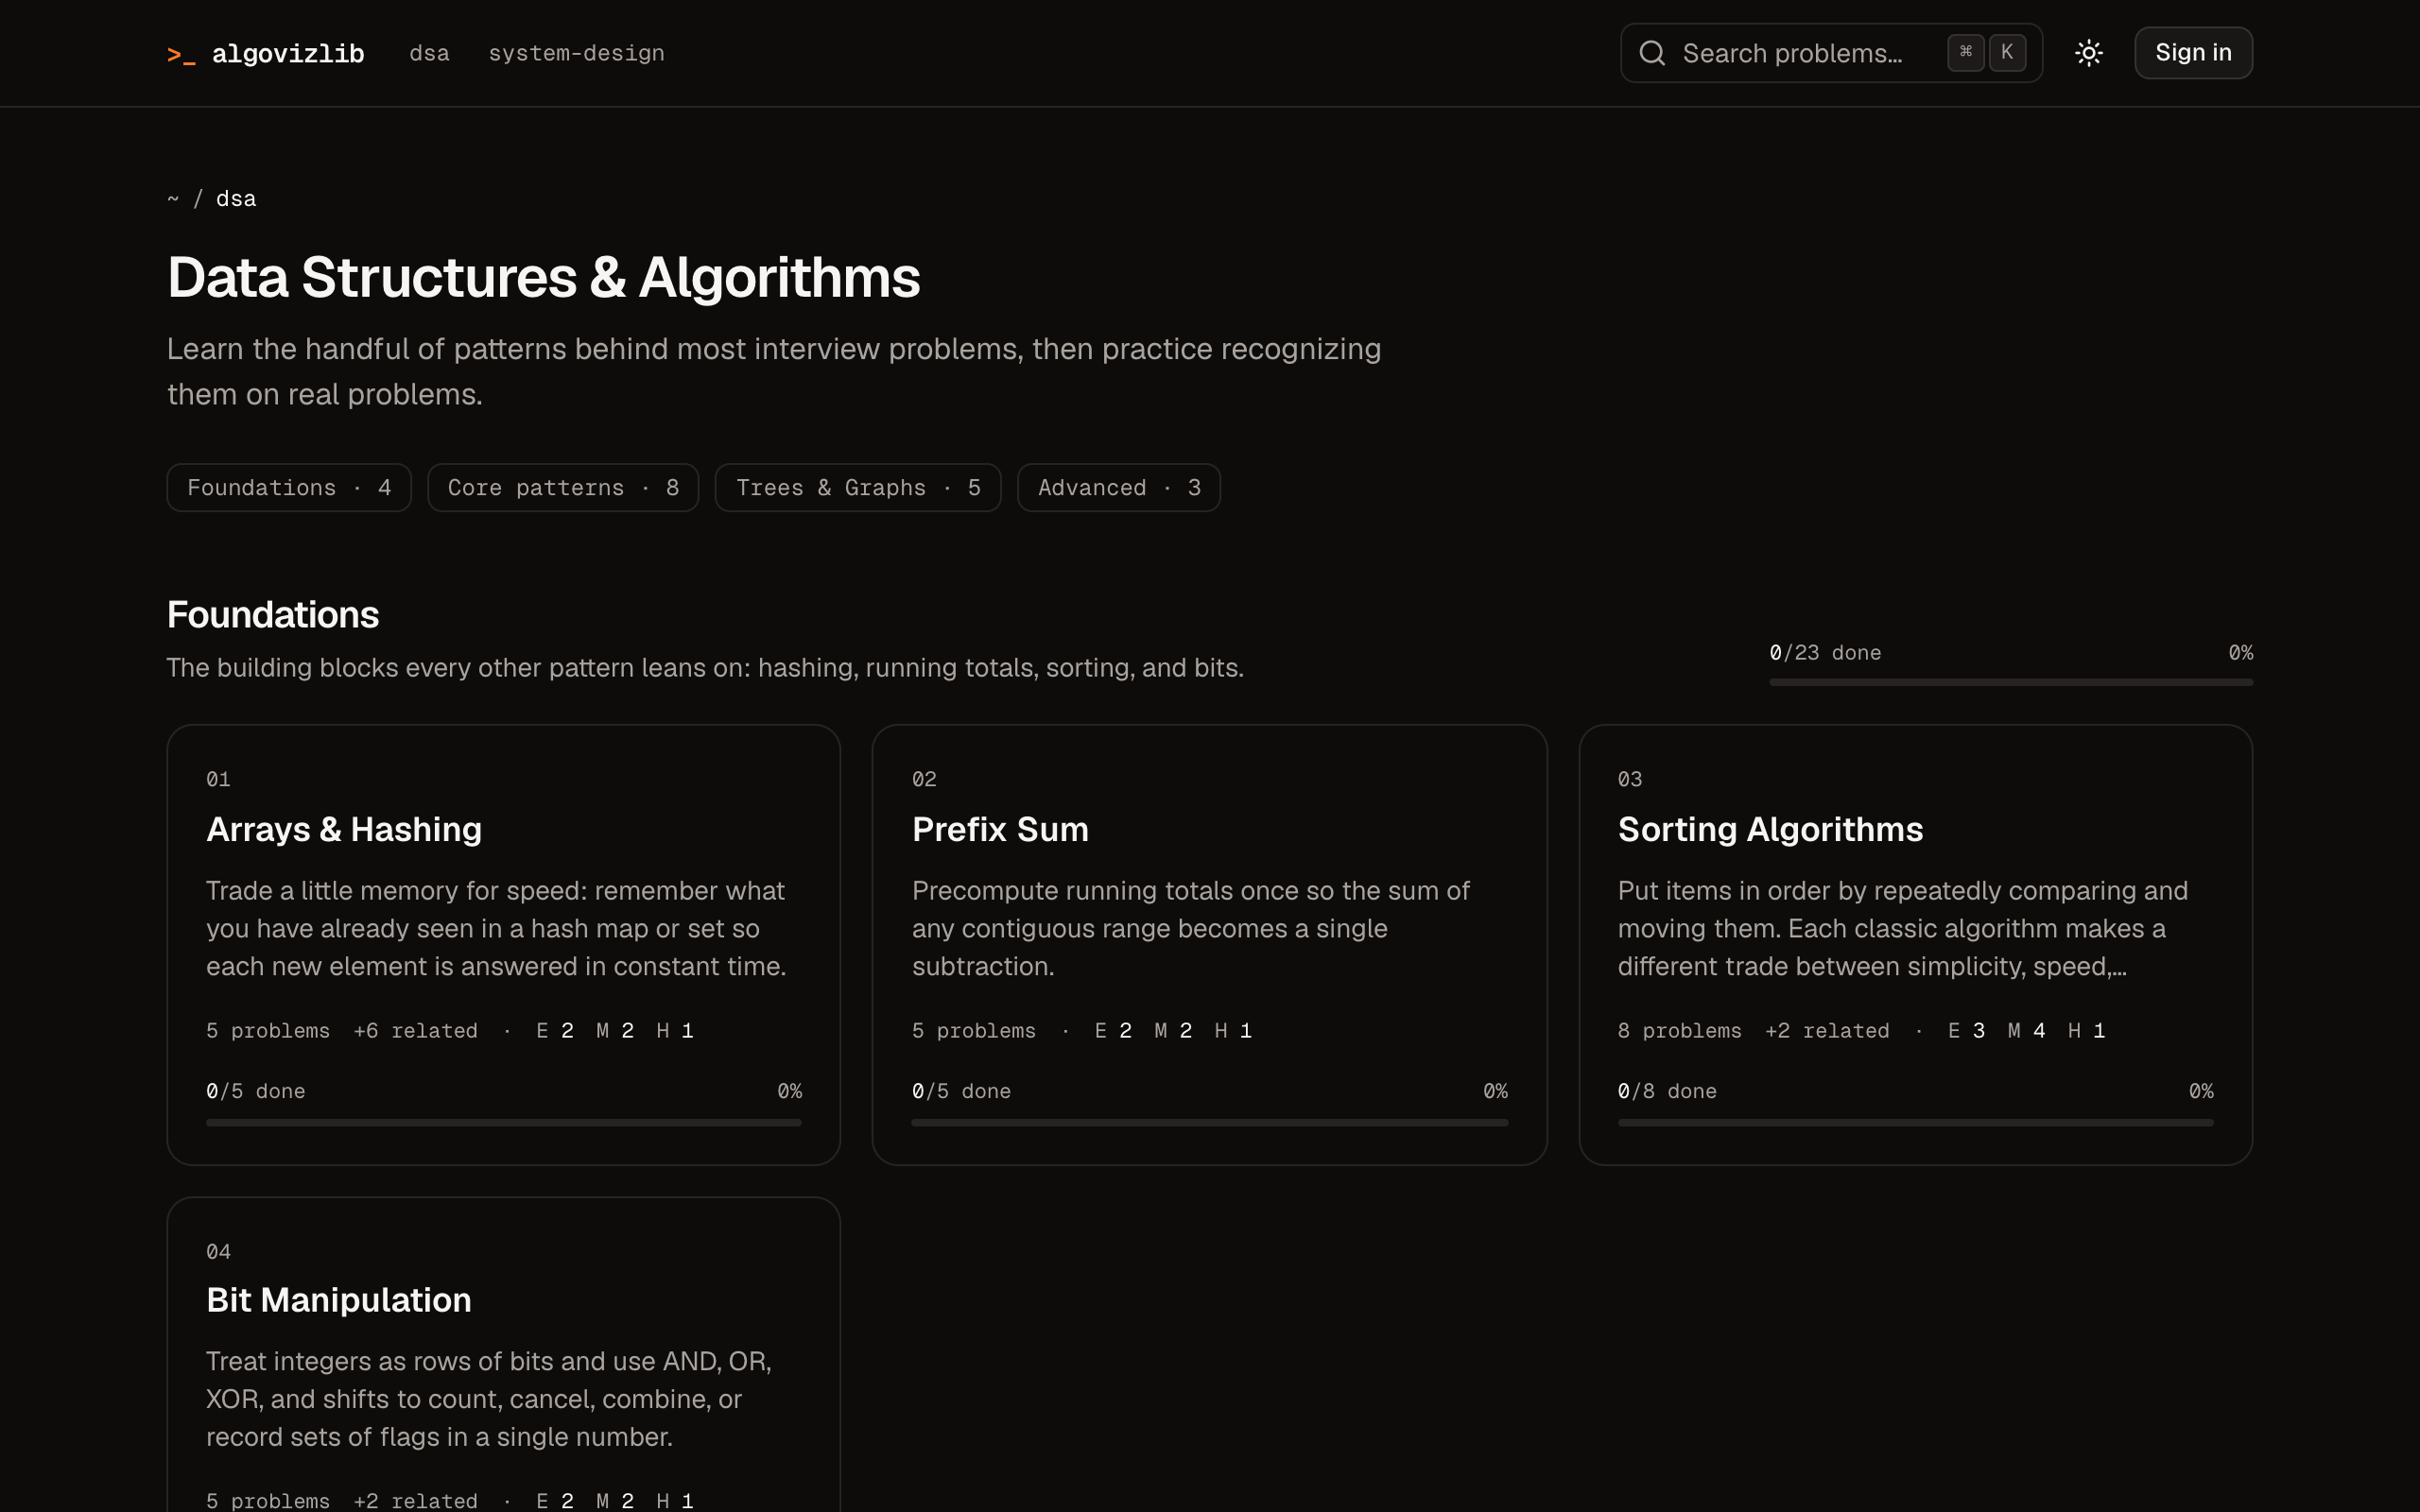 >_ algovizlib dsa system-design Search problems... ⌘ K Sign in
~ / dsa
Data Structures & Algorithms
Learn the handful of patterns behind most interview problems, then practice recognizing
them on real problems.
Foundations · 4 Core patterns · 8 Trees & Graphs · 5 Advanced · 3
Foundations
The building blocks every other pattern leans on: hashing, running totals, sorting, and bits.
0/23 done 0%
01
Arrays & Hashing
Trade a little memory for speed: remember what
you have already seen in a hash map or set so
each new element is answered in constant time.
5 problems +6 related · E 2 M 2 H 1
0/5 done 0%
02
Prefix Sum
Precompute running totals once so the sum of
any contiguous range becomes a single
subtraction.
5 problems · E 2 M 2 H 1
0/5 done 0%
03
Sorting Algorithms
Put items in order by repeatedly comparing and
moving them. Each classic algorithm makes a
different trade between simplicity, speed,...
8 problems +2 related · E 3 M 4 H 1
0/8 done 0%
04
Bit Manipulation
Treat integers as rows of bits and use AND, OR,
XOR, and shifts to count, cancel, combine, or
record sets of flags in a single number.
5 problems +2 related · E 2 M 2 H 1